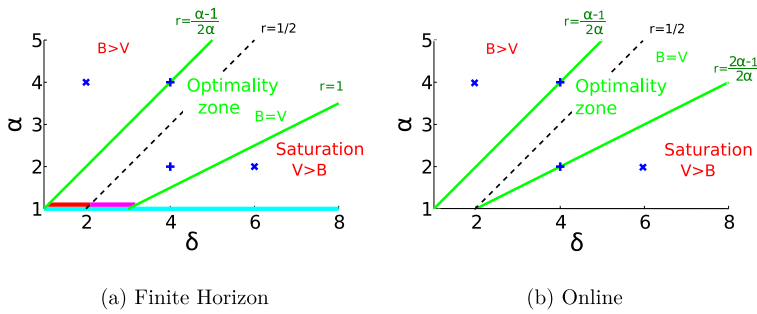 r=α-1/2α
r=1/2
B>V
r=1
Optimality
zone
B=V
Saturation
V>B
5
4
3
2
1
α
2
4
6
8
δ
(a) Finite Horizon
r=α-1/2α
r=1/2
B>V
B=V
r=2α-1/2α
Optimality
zone
Saturation
V>B
5
4
3
2
1
α
2
4
6
8
δ
(b) Online